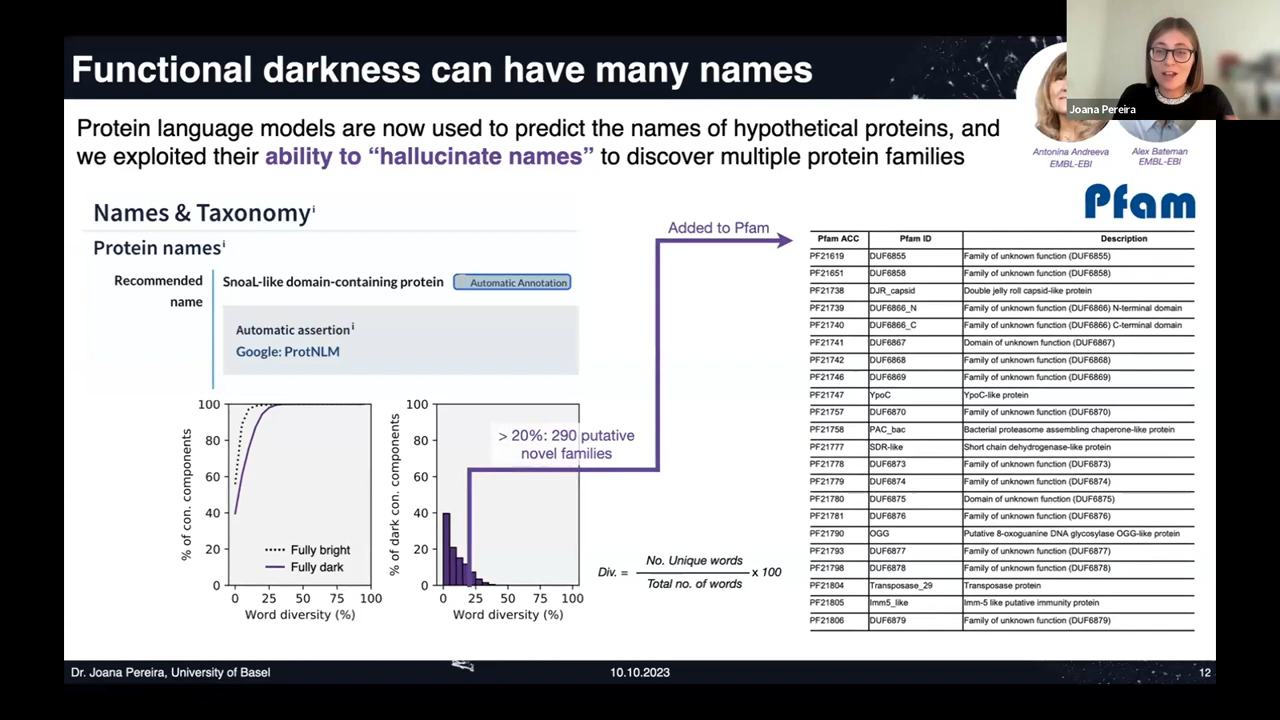 Functional darkness can have many names
Joana Pereira
Protein language models are now used to predict the names of hypothetical proteins, and
we exploited their ability to “hallucinate names” to discover multiple protein families
Antonina Andreeva
EMBL-EBI
Alex Bateman
EMBL-EBI
Names & Taxonomyⁱ
Protein namesⁱ
Recommended
name
SnoaL-like domain-containing protein
Automatic Annotation
Automatic assertionⁱ
Google: ProtNLM
% of con. components
100
80
60
40
20
0
Fully bright
Fully dark
0 25 50 75 100
Word diversity (%)
% of dark con. components
100
80
60
40
20
0
0 25 50 75 100
Word diversity (%)
> 20%: 290 putative
novel families
Added to Pfam
Div. = No. Unique words
Total no. of words
x 100
Pfam
Pfam ACC Pfam ID Description
PF21619 DUF6855 Family of unknown function (DUF6855)
PF21651 DUF6858 Family of unknown function (DUF6858)
PF21738 DJR_capsid Double jelly roll capsid-like protein
PF21739 DUF6866_N Family of unknown function (DUF6866) N-terminal domain
PF21740 DUF6866_C Family of unknown function (DUF6866) C-terminal domain
PF21741 DUF6867 Domain of unknown function (DUF6867)
PF21742 DUF6868 Family of unknown function (DUF6868)
PF21746 DUF6869 Family of unknown function (DUF6869)
PF21747 YpoC YpoC-like protein
PF21757 DUF6870 Family of unknown function (DUF6870)
PF21758 PAC_bac Bacterial proteasome assembling chaperone-like protein
PF21777 SDR-like Short chain dehydrogenase-like protein
PF21778 DUF6873 Family of unknown function (DUF6873)
PF21779 DUF6874 Family of unknown function (DUF6874)
PF21780 DUF6875 Domain of unknown function (DUF6875)
PF21781 DUF6876 Family of unknown function (DUF6876)
PF21790 OGG Putative 8-oxoguanine DNA glycosylase OGG-like protein
PF21793 DUF6877 Family of unknown function (DUF6877)
PF21798 DUF6878 Family of unknown function (DUF6878)
PF21804 Transposase_29 Transposase protein
PF21805 Imm5_like Imm-5 like putative immunity protein
PF21806 DUF6879 Family of unknown function (DUF6879)
Dr. Joana Pereira, University of Basel
10.10.2023
12